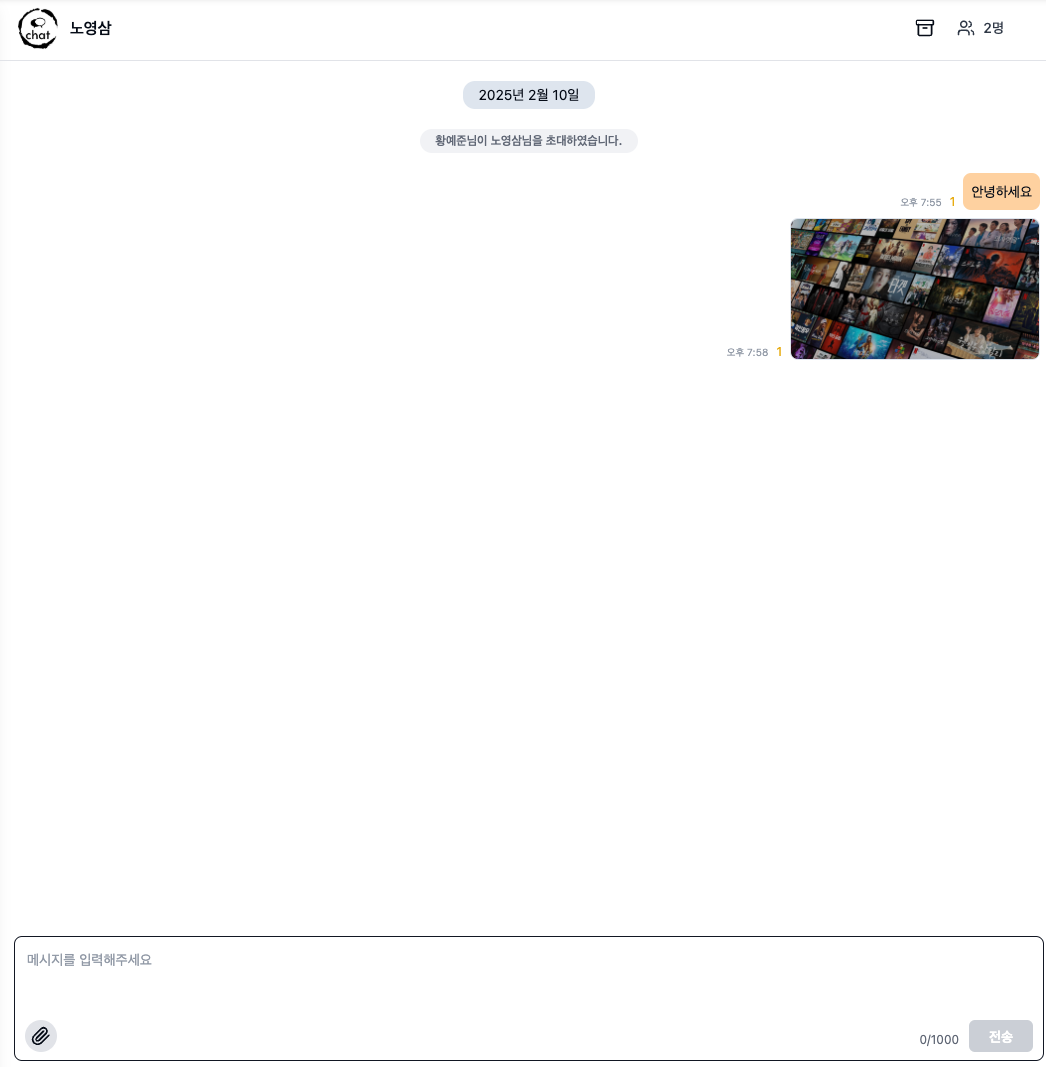 chat
노영삼
2명
2025년 2월 10일
황예준님이 노영삼님을 초대하였습니다.
안녕하세요
오후 7:55 1
오후 7:58 1
메시지를 입력해주세요
0/1000
전송